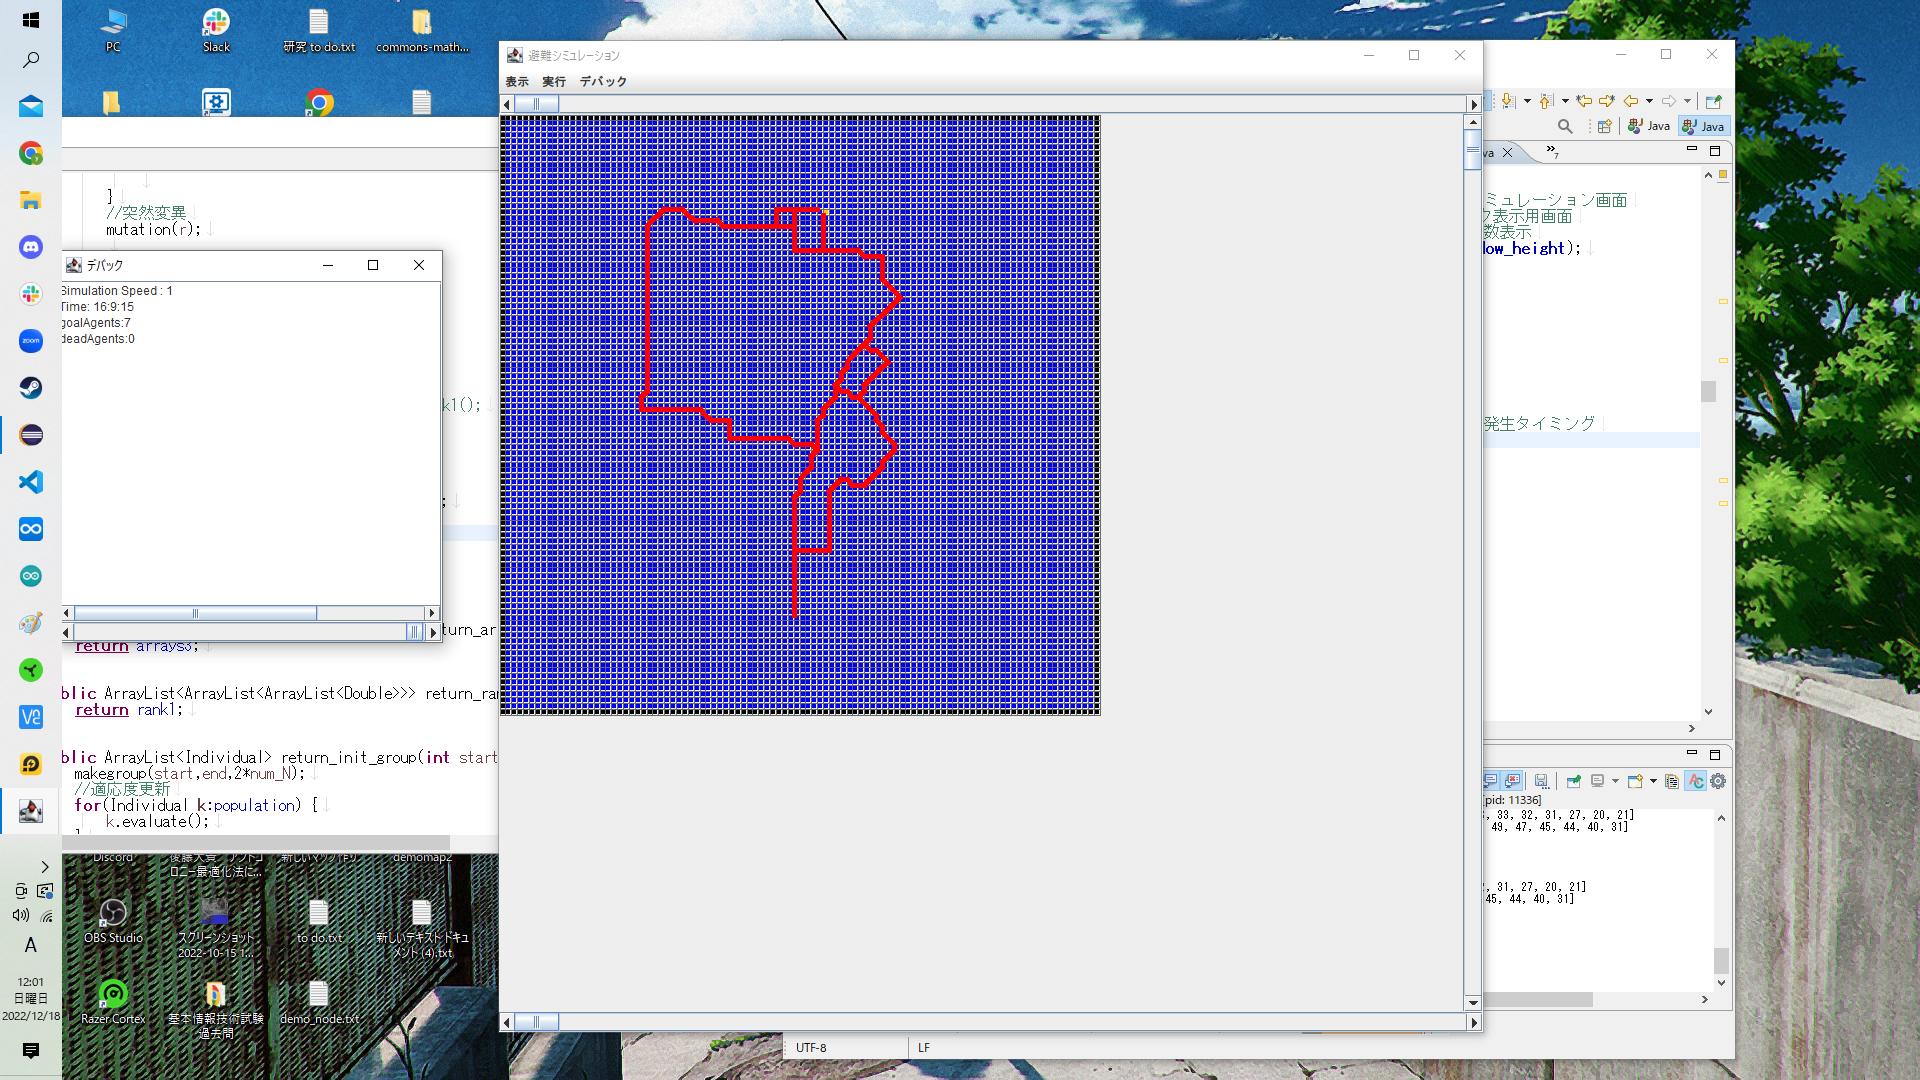 PC
Slack
研究 to do.txt
commons-math...
}
//突然変異
mutation(r);
デバック
Simulation Speed : 1
Time: 16:9:15
goalAgents:7
deadAgents:0
k1();
;
turn_ar
return arrays3;
blic ArrayList<ArrayList<ArrayList<Double>>> return_ran
return rank1;
blic ArrayList<Individual> return_init_group(int start
makegroup(start,end,2*num_N);
//適応度更新
for(Individual k:population) {
k.evaluate();
避難シミュレーション
表示 実行 デバック
Java
Java
va
7
ミュレーション画面
ク表示用画面
数表示
low_height);
発生タイミング
[pid: 11336]
, 33, 32, 31, 27, 20, 21]
49, 47, 45, 44, 40, 31]
, 31, 27, 20, 21]
45, 44, 40, 31]
UTF-8
LF
Discord
ロニー最適化法に...
新しいマップ作り
demomap2
OBS Studio
スクリーンショット
2022-10-15 1...
to do.txt
新しいテキスト ドキュ
メント (4).txt
Razer Cortex
基本情報技術試験
過去問
demo_node.txt
zoom
A
12:01
日曜日
2022/12/18